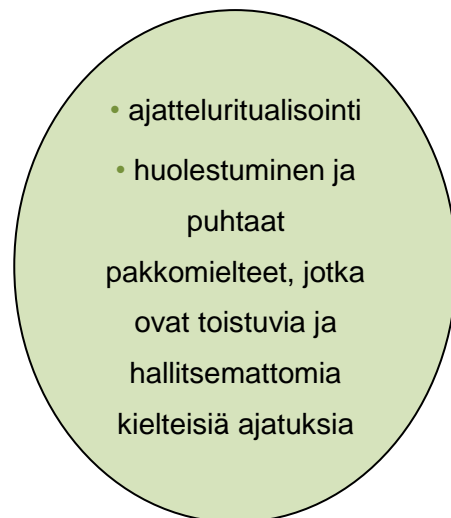 • ajatteluritualisointi
• huolestuminen ja
puhtaat
pakkomielteet, jotka
ovat toistuvia ja
hallitsemattomia
kielteisiä ajatuksia